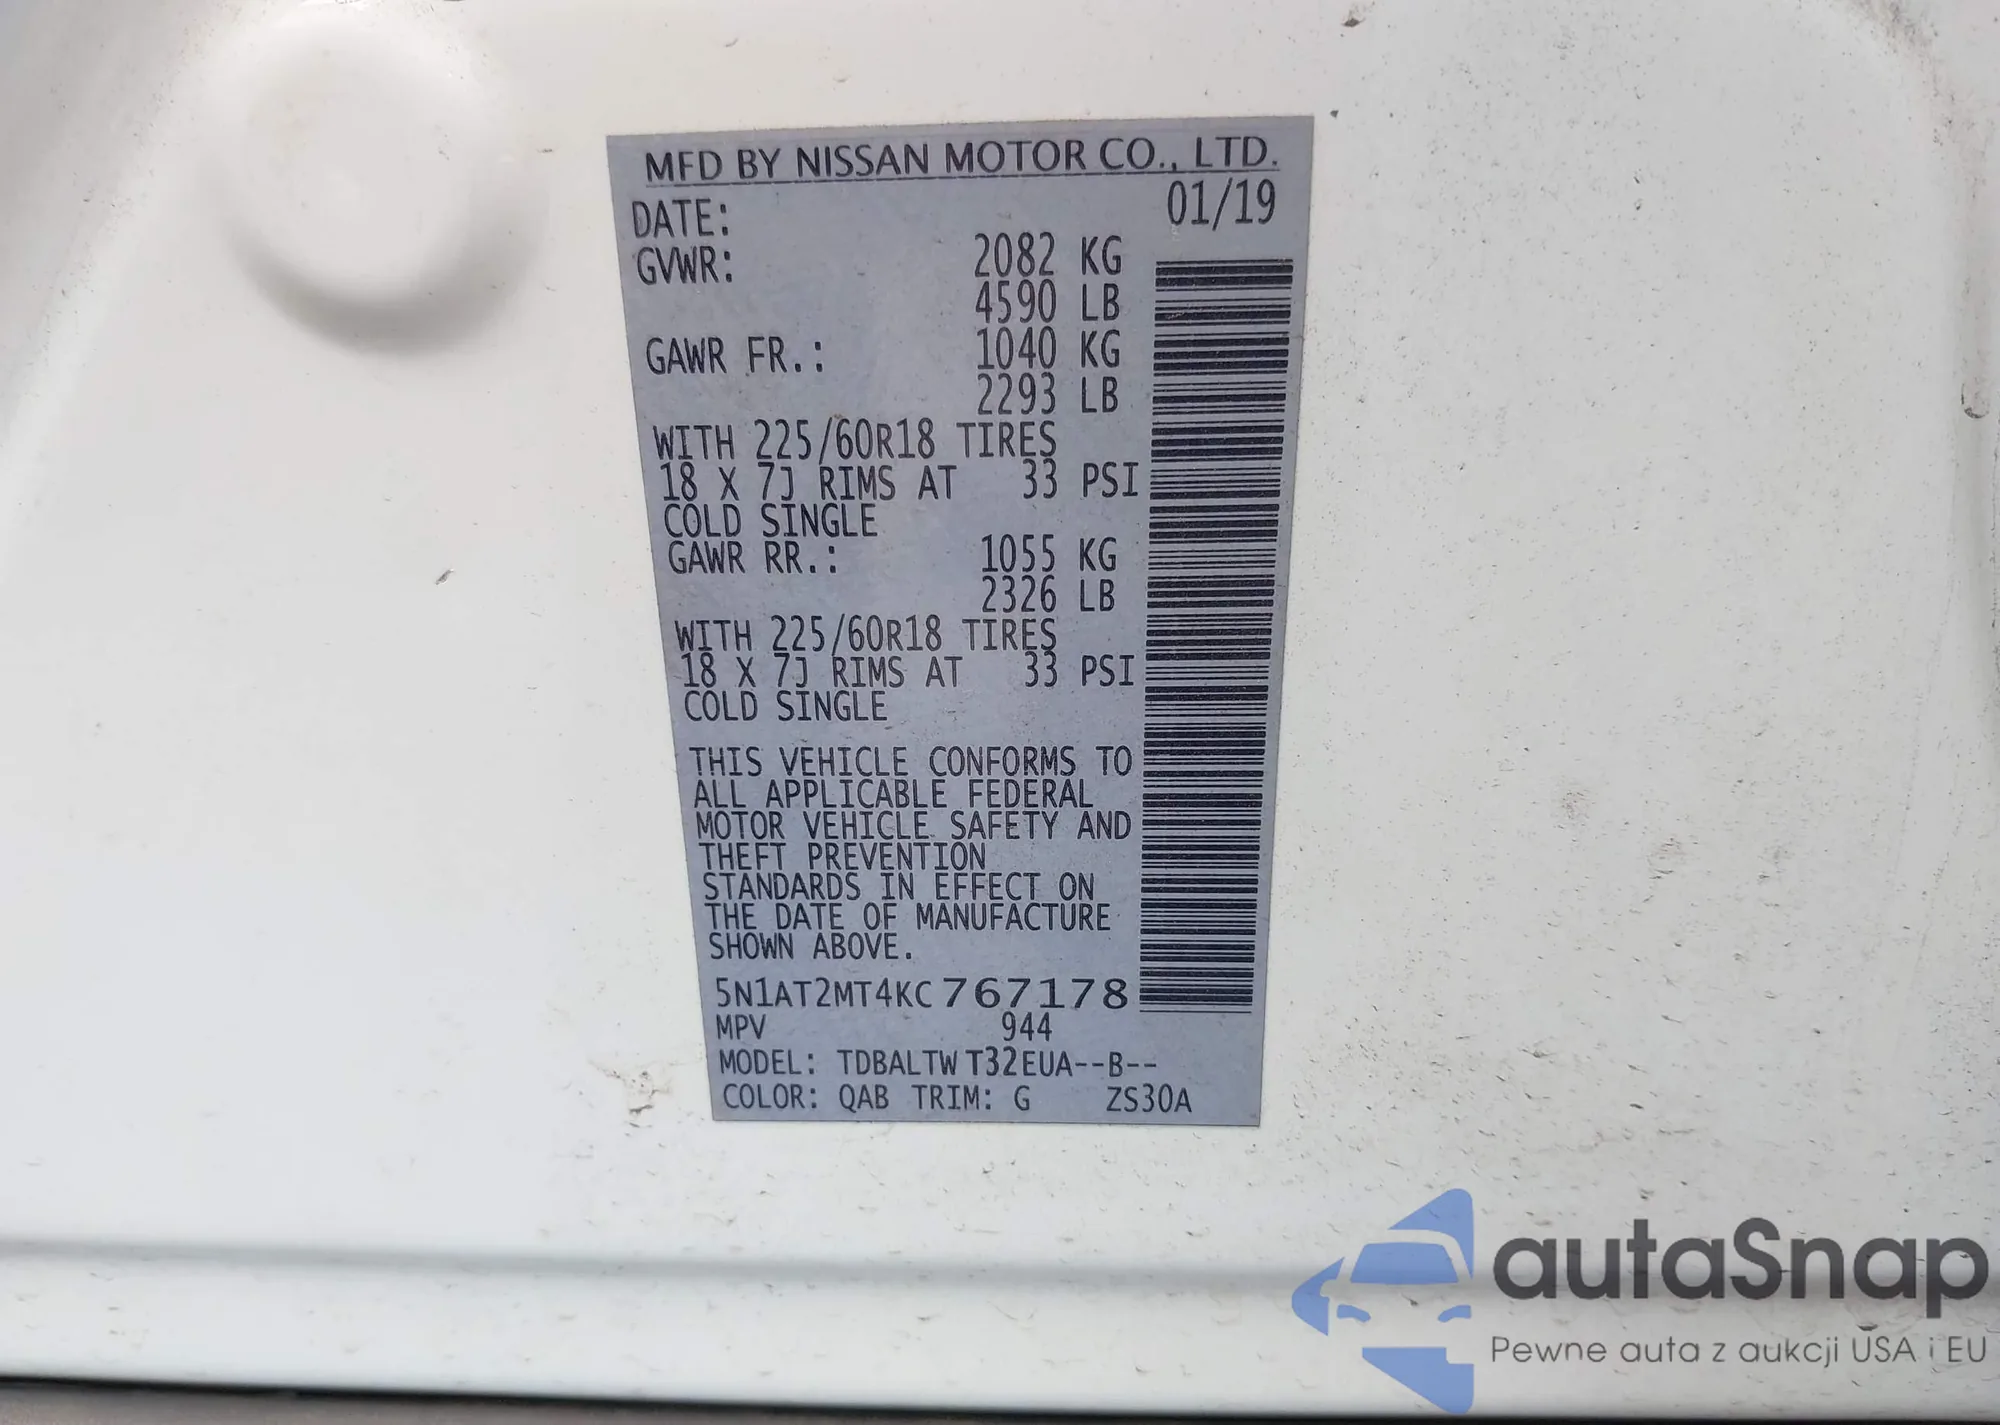 MFD BY NISSAN MOTOR CO., LTD.
DATE: 01/19
GVWR: 2082 KG
4590 LB
GAWR FR.: 1040 KG
2293 LB
WITH 225/60R18 TIRES
18 X 7J RIMS AT 33 PSI
COLD SINGLE
GAWR RR.: 1055 KG
2326 LB
WITH 225/60R18 TIRES
18 X 7J RIMS AT 33 PSI
COLD SINGLE
THIS VEHICLE CONFORMS TO
ALL APPLICABLE FEDERAL
MOTOR VEHICLE SAFETY AND
THEFT PREVENTION
STANDARDS IN EFFECT ON
THE DATE OF MANUFACTURE
SHOWN ABOVE.
5N1AT2MT4KC767178
MPV 944
MODEL: TDBALTW T32EUA--B--
COLOR: QAB TRIM: G ZS30A
autaSnap
Pewne auta z aukcji USA i EU